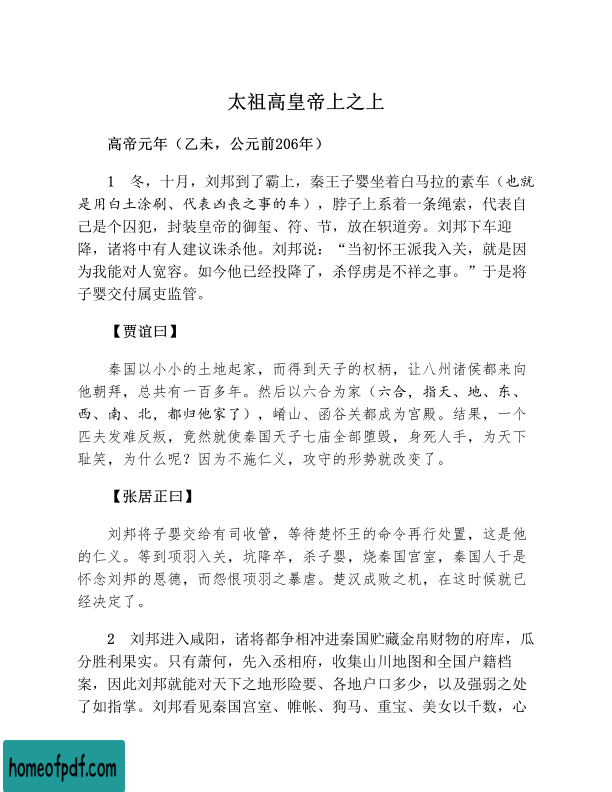 太祖高皇帝上之上
高帝元年（乙未，公元前206年）
1 冬，十月，刘邦到了霸上，秦王子婴坐着白马拉的素车（也就
是用白土涂刷、代表凶丧之事的车），脖子上系着一条绳索，代表自
己是个囚犯，封装皇帝的御玺、符、节，放在轵道旁。刘邦下车迎
降，诸将中有人建议诛杀他。刘邦说：“当初怀王派我入关，就是因
为我能对人宽容。如今他已经投降了，杀俘虏是不祥之事。”于是将
子婴交付属吏监管。
【贾谊曰】
秦国以小小的土地起家，而得到天子的权柄，让八州诸侯都来向
他朝拜，总共有一百多年。然后以六合为家（六合，指天、地、东、
西、南、北，都归他家了），崤山、函谷关都成为宫殿。结果，一个
匹夫发难反叛，竟然就使秦国天子七庙全部堕毁，身死人手，为天下
耻笑，为什么呢？因为不施仁义，攻守的形势就改变了。
【张居正曰】
刘邦将子婴交给有司收管，等待楚怀王的命令再行处置，这是他
的仁义。等到项羽入关，坑降卒，杀子婴，烧秦国宫室，秦国人于是
怀念刘邦的恩德，而怨恨项羽之暴虐。楚汉成败之机，在这时候就已
经决定了。
2 刘邦进入咸阳，诸将都争相冲进秦国贮藏金帛财物的府库，瓜
分胜利果实。只有萧何，先入丞相府，收集山川地图和全国户籍档
案，因此刘邦就能对天下之地形险要、各地户口多少，以及强弱之处
了如指掌。刘邦看见秦国宫室、帷帐、狗马、重宝、美女以千数，心
homeofpdf.com